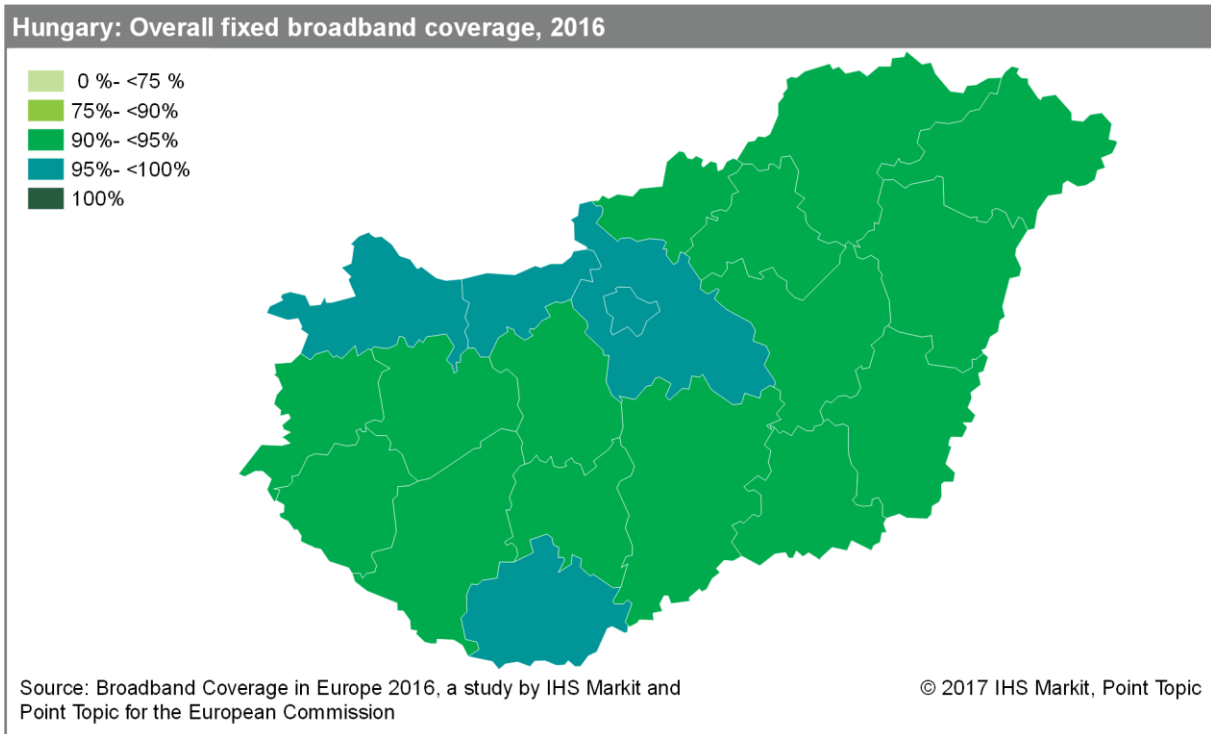 Hungary: Overall fixed broadband coverage, 2016
0 %- <75 %
75%- <90%
90%- <95%
95%- <100%
100%
Source: Broadband Coverage in Europe 2016, a study by IHS Markit and
Point Topic for the European Commission
© 2017 IHS Markit, Point Topic